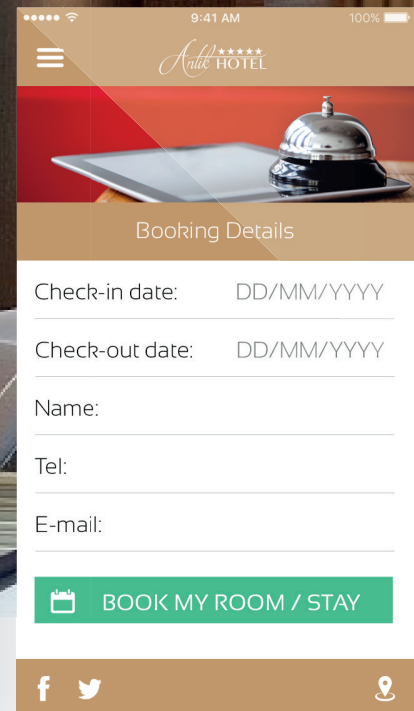 9:41 AM 100%
Antik HOTEL
Booking Details
Check-in date: DD/MM/YYYY
Check-out date: DD/MM/YYYY
Name:
Tel:
E-mail:
BOOK MY ROOM / STAY